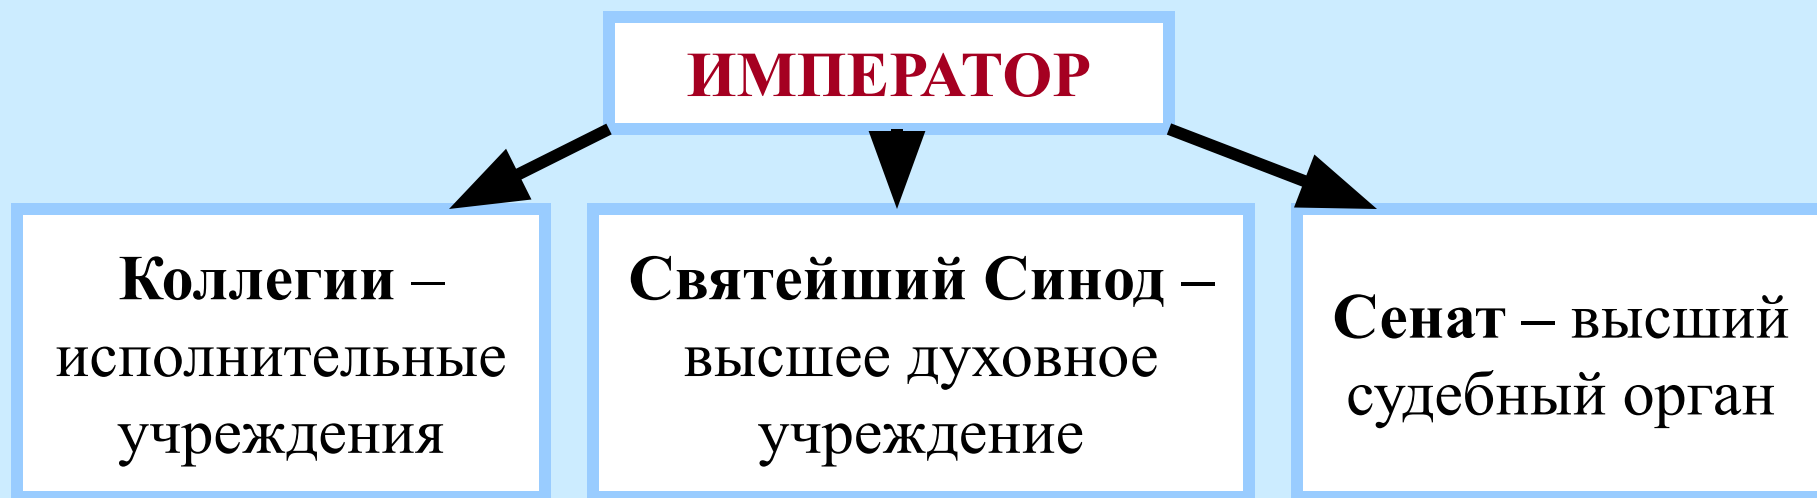 ИМПЕРАТОР
Коллегии –
исполнительные
учреждения
Святейший Синод –
высшее духовное
учреждение
Сенат – высший
судебный орган